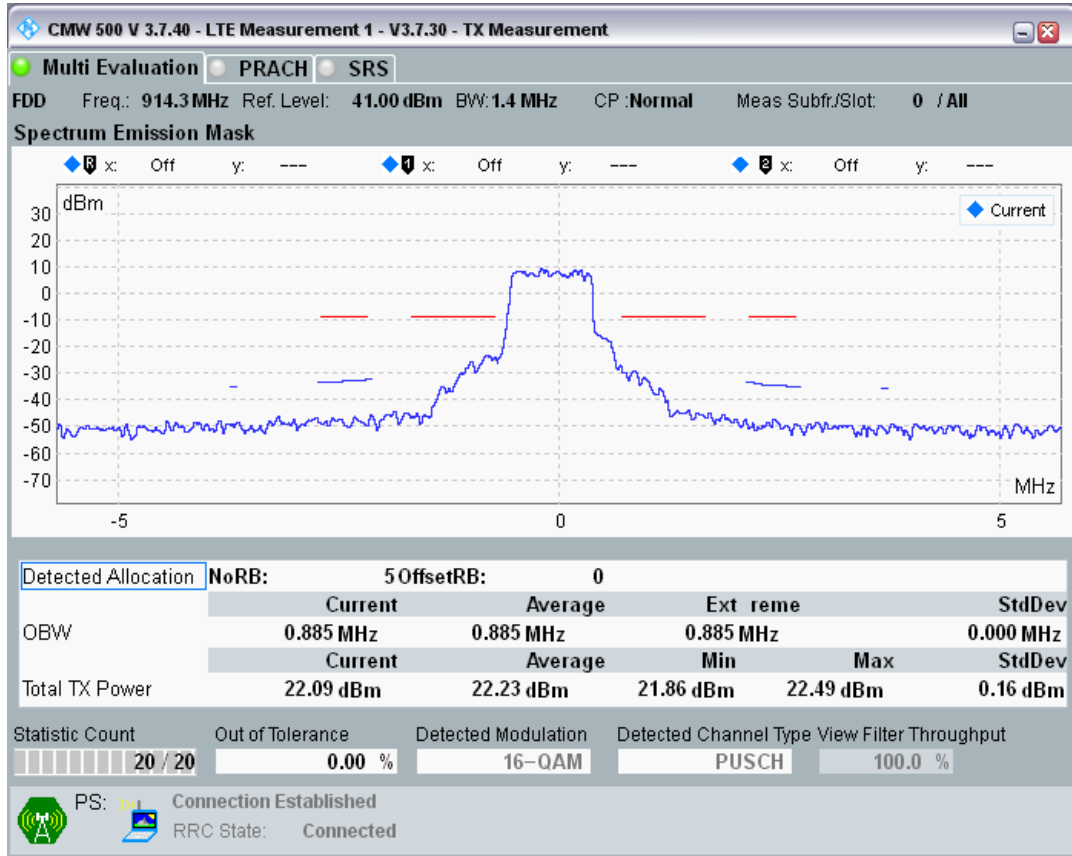 CMW 500 V 3.7.40 - LTE Measurement 1 - V3.7.30 - TX Measurement
Multi Evaluation PRACH SRS
FDD Freq.: 914.3 MHz Ref. Level: 41.00 dBm BW: 1.4 MHz CP :Normal Meas Subfr./Slot: 0 / All
Spectrum Emission Mask
R x: Off y: --- 1 x: Off y: --- 2 x: Off y: ---
dBm
Current
30
20
10
0
-10
-20
-30
-40
-50
-60
-70
MHz
-5 0 5
Detected Allocation NoRB: 5 OffsetRB: 0
Current Average Ext reme StdDev
OBW 0.885 MHz 0.885 MHz 0.885 MHz 0.000 MHz
Current Average Min Max StdDev
Total TX Power 22.09 dBm 22.23 dBm 21.86 dBm 22.49 dBm 0.16 dBm
Statistic Count Out of Tolerance Detected Modulation Detected Channel Type View Filter Throughput
20 / 20 0.00 % 16-QAM PUSCH 100.0 %
PS: Connection Established
RRC State: Connected